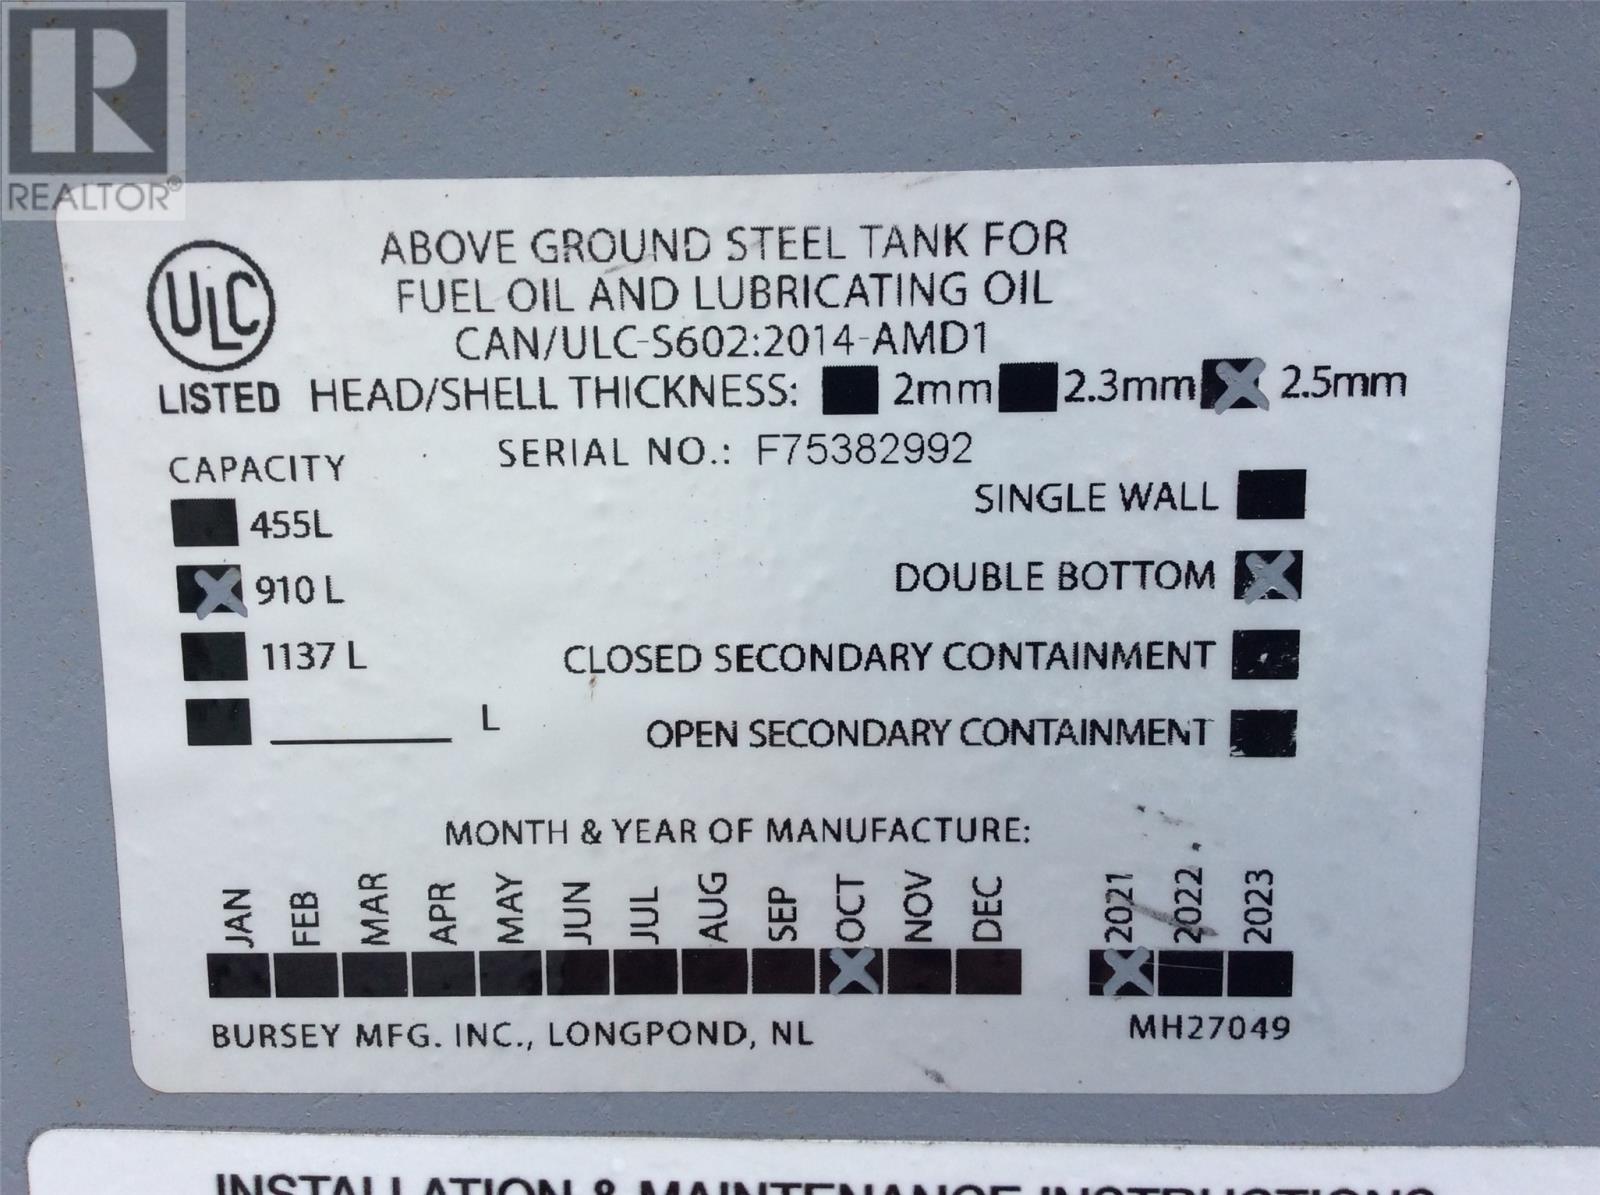 REALTOR®
ULC
LISTED
ABOVE GROUND STEEL TANK FOR
FUEL OIL AND LUBRICATING OIL
CAN/ULC-S602:2014-AMD1
HEAD/SHELL THICKNESS: 2mm 2.3mm 2.5mm
SERIAL NO.: F75382992
CAPACITY
455L
910 L
1137 L
L
SINGLE WALL
DOUBLE BOTTOM
CLOSED SECONDARY CONTAINMENT
OPEN SECONDARY CONTAINMENT
MONTH & YEAR OF MANUFACTURE:
JAN FEB MAR APR MAY JUN JUL AUG SEP OCT NOV DEC 2021 2022 2023
BURSEY MFG. INC., LONGPOND, NL MH27049
INSTALLATION & MAINTENANCE INSTRUCTIONS